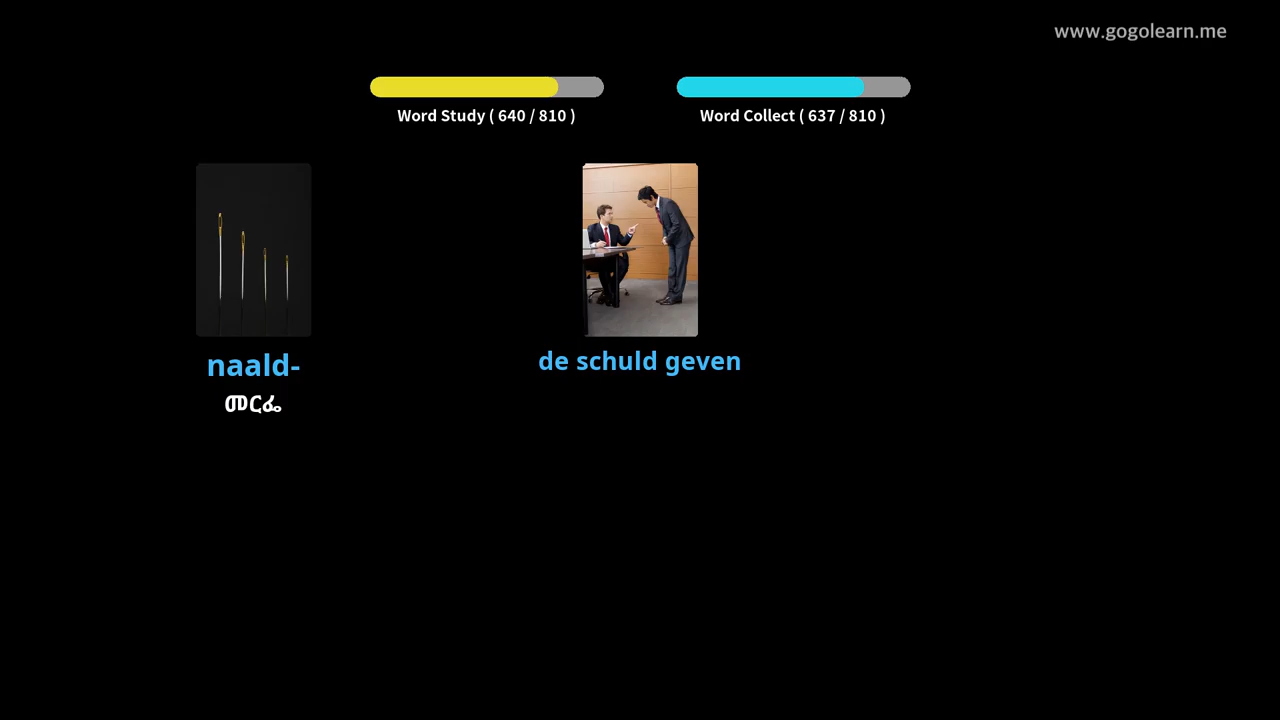 www.gogolearn.me
Word Study ( 640 / 810 )
Word Collect ( 637 / 810 )
naald-
መርፌ
de schuld geven